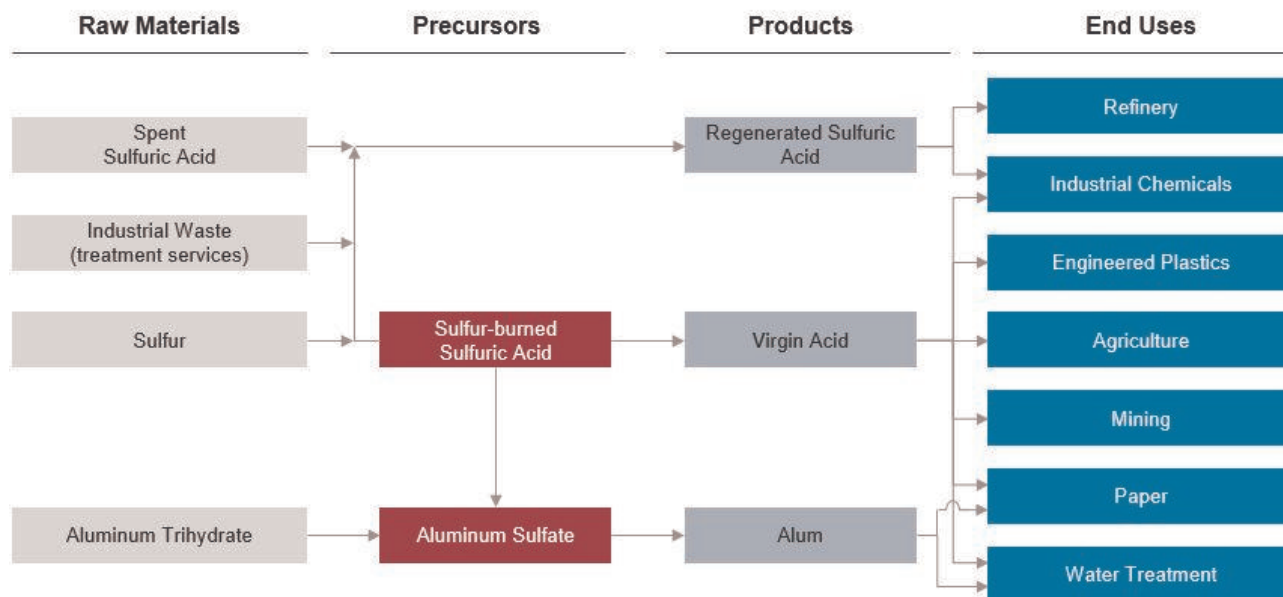 Raw Materials
Precursors
Products
End Uses
Spent
Sulfuric Acid
Industrial Waste
(treatment services)
Sulfur
Aluminum Trihydrate
Sulfur-burned
Sulfuric Acid
Aluminum Sulfate
Regenerated Sulfuric
Acid
Virgin Acid
Alum
Refinery
Industrial Chemicals
Engineered Plastics
Agriculture
Mining
Paper
Water Treatment